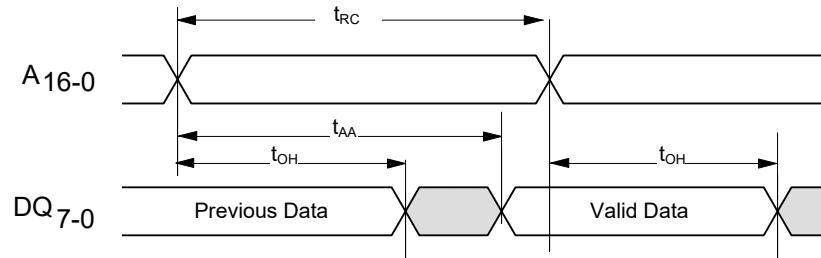 tRC
A16-0
tAA
tOH tOH
DQ7-0 Previous Data Valid Data